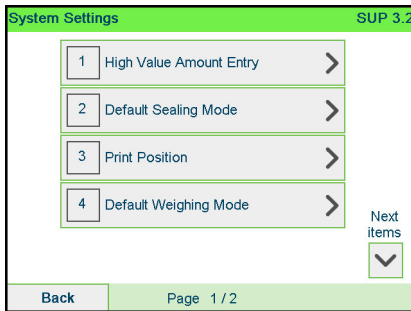 System Settings SUP 3.2
1 High Value Amount Entry
2 Default Sealing Mode
3 Print Position
4 Default Weighing Mode
Next
items
Back Page 1 / 2